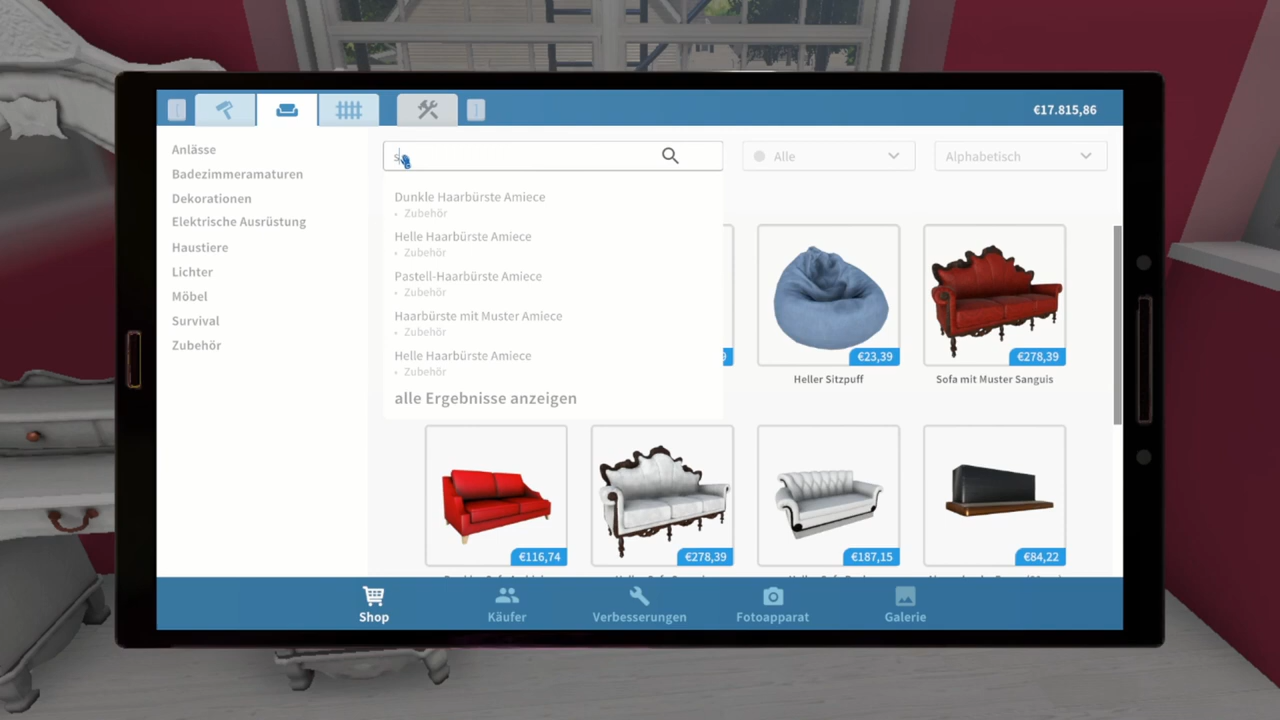 €17.815,86
Anlässe
Badezimmeramaturen
Dekorationen
Elektrische Ausrüstung
Haustiere
Lichter
Möbel
Survival
Zubehör
s
Alle
Alphabetisch
Dunkle Haarbürste Amiece
• Zubehör
Helle Haarbürste Amiece
• Zubehör
Pastell-Haarbürste Amiece
• Zubehör
Haarbürste mit Muster Amiece
• Zubehör
Helle Haarbürste Amiece
• Zubehör
alle Ergebnisse anzeigen
€23,39
€278,39
Heller Sitzpuff
Sofa mit Muster Sanguis
€116,74
€278,39
€187,15
€84,22
Shop
Käufer
Verbesserungen
Fotoapparat
Galerie